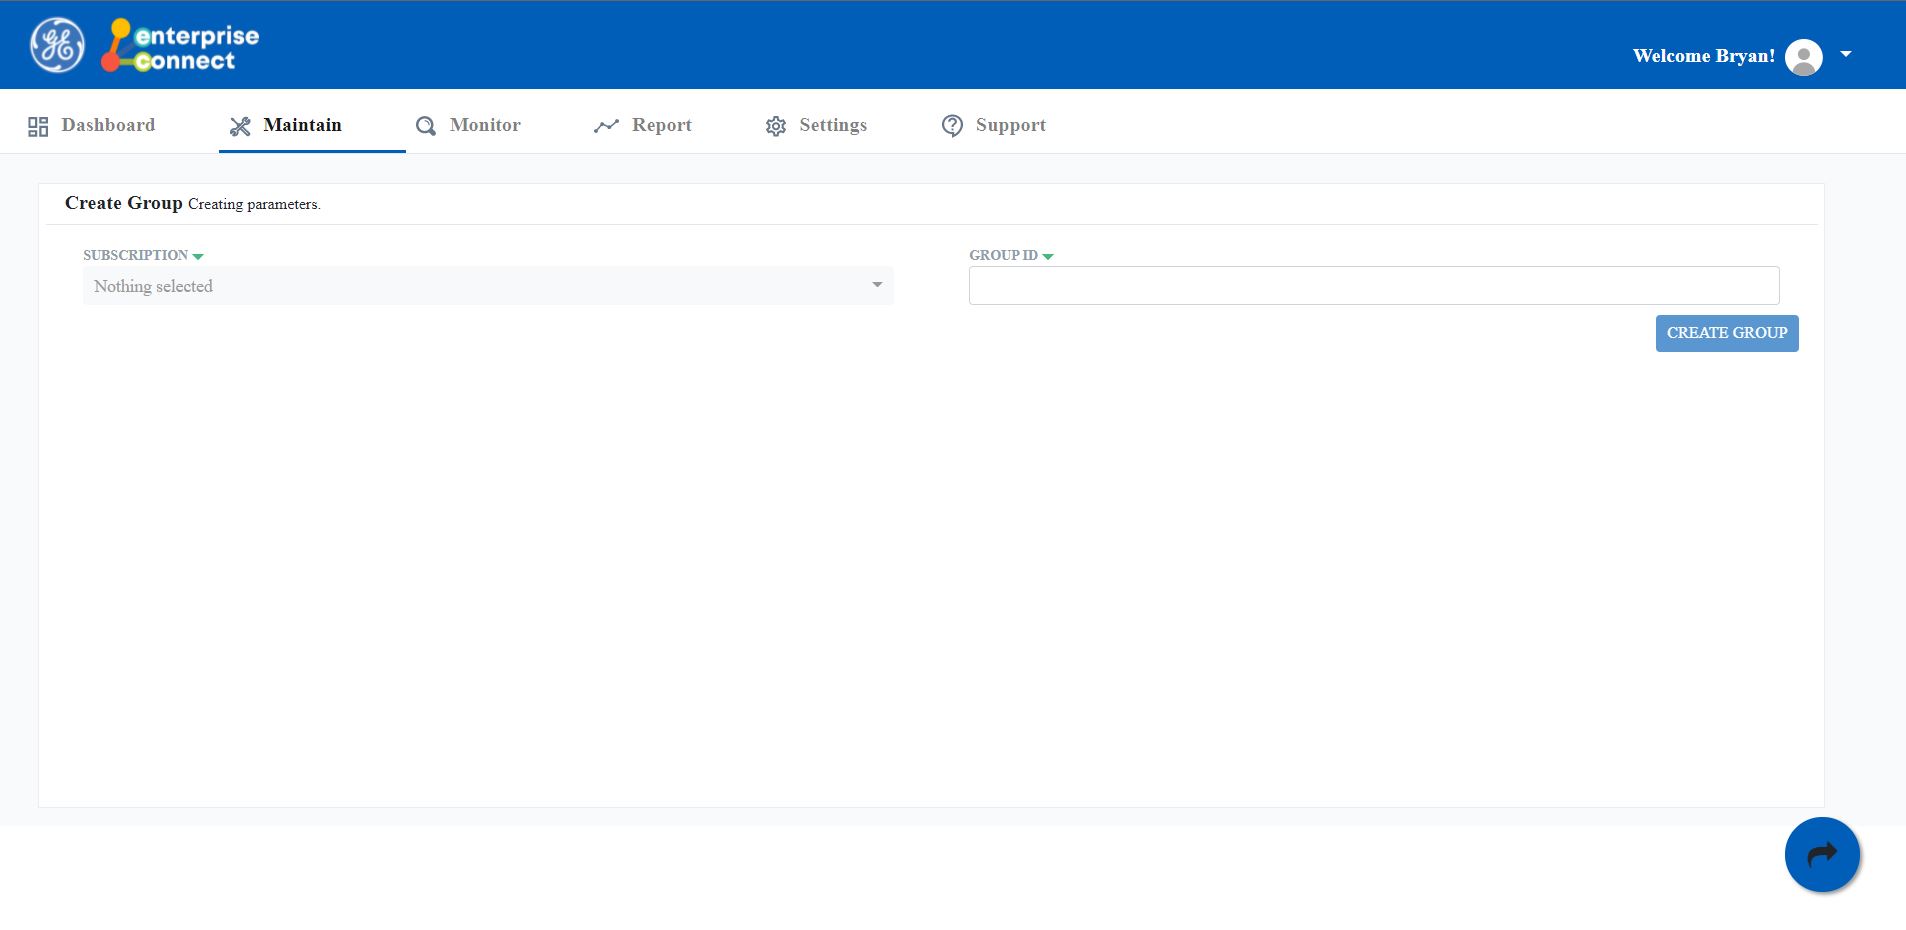 GE
enterprise
connect
Welcome Bryan!
Dashboard
Maintain
Monitor
Report
Settings
Support
Create Group Creating parameters.
SUBSCRIPTION
GROUP ID
Nothing selected
CREATE GROUP